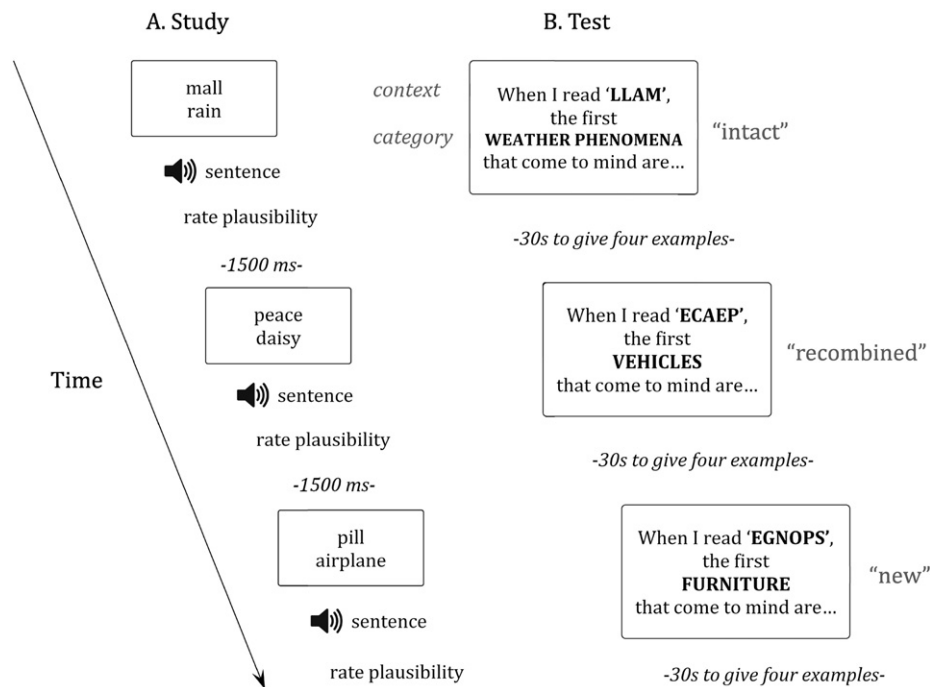 A. Study
mall
rain
sentence
rate plausibility
-1500 ms-
peace
daisy
sentence
rate plausibility
-1500 ms-
pill
airplane
sentence
rate plausibility
Time
B. Test
context
category
When I read ‘LLAM’,
the first
WEATHER PHENOMENA
that come to mind are...
“intact”
-30s to give four examples-
When I read ‘ECAEP’,
the first
VEHICLES
that come to mind are...
“recombined”
-30s to give four examples-
When I read ‘EGNOPS’,
the first
FURNITURE
that come to mind are...
“new”
-30s to give four examples-